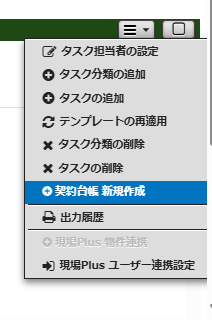 タスク担当者の設定
タスク分類の追加
タスクの追加
テンプレートの再適用
タスク分類の削除
タスクの削除
契約台帳 新規作成
出力履歴
現場Plus 物件連携
現場Plus ユーザー連携設定